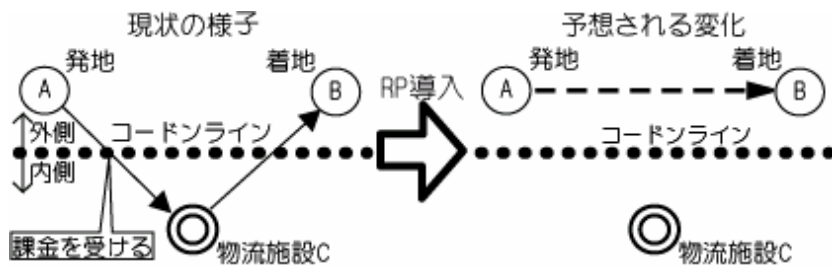 現状の様子
予想される変化
発地
着地
A
B
RP導入
発地
着地
A
B
外側
コードンライン
コードンライン
内側
課金を受ける
物流施設C
物流施設C